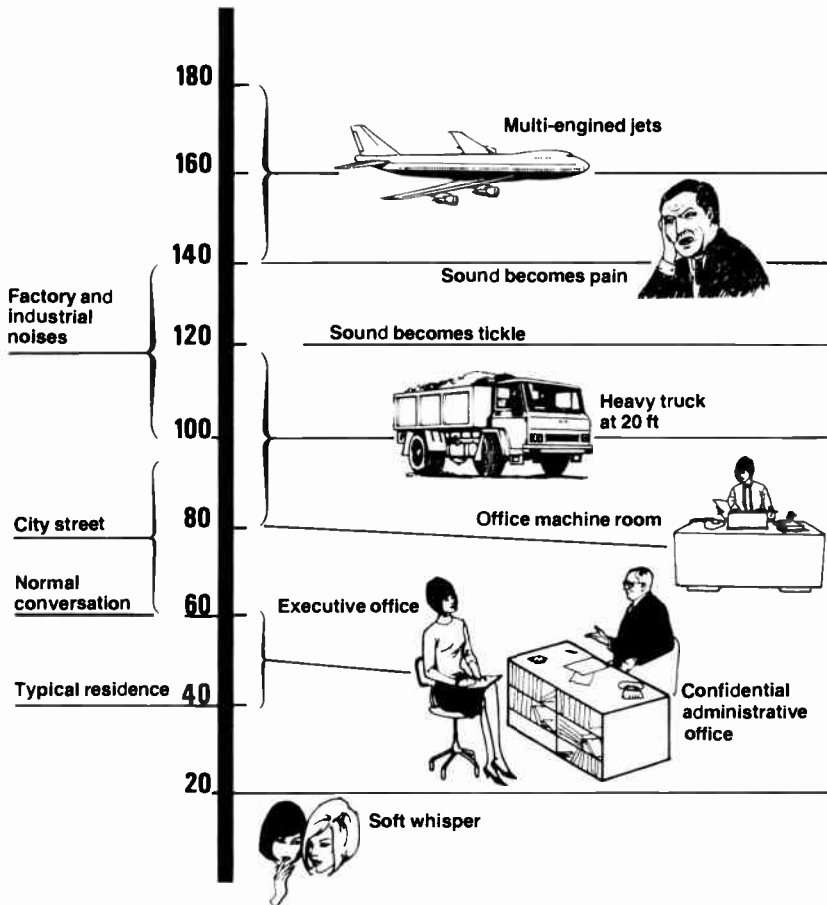 180
Multi-engined jets
160
140
Sound becomes pain
Factory and
industrial
noises
120
Sound becomes tickle
Heavy truck
at 20 ft
100
City street
80
Office machine room
Normal
conversation
60
Executive office
Typical residence
40
Confidential
administrative
office
20
Soft whisper